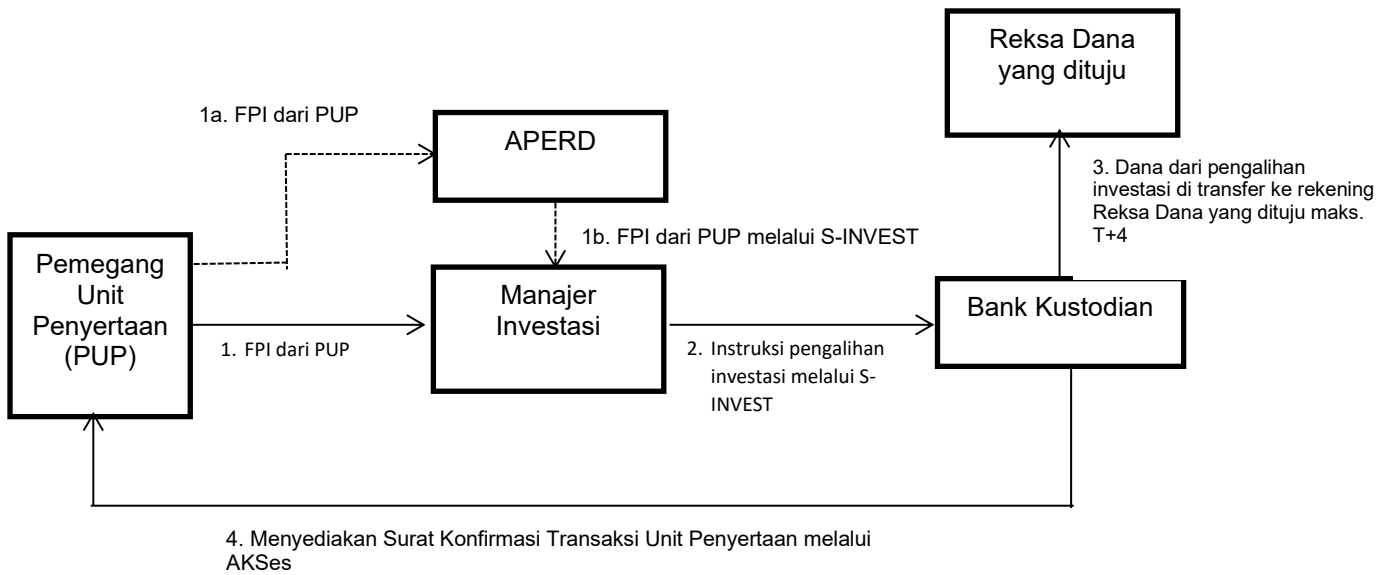 Reksa Dana
yang dituju
1a. FPI dari PUP
APERD
3. Dana dari pengalihan
investasi di transfer ke rekening
Reksa Dana yang dituju maks.
T+4
1b. FPI dari PUP melalui S-INVEST
Pemegang
Unit
Penyertaan
(PUP)
Manajer
Investasi
Bank Kustodian
1. FPI dari PUP
2. Instruksi pengalihan
investasi melalui S-
INVEST
4. Menyediakan Surat Konfirmasi Transaksi Unit Penyertaan melalui
AKSes